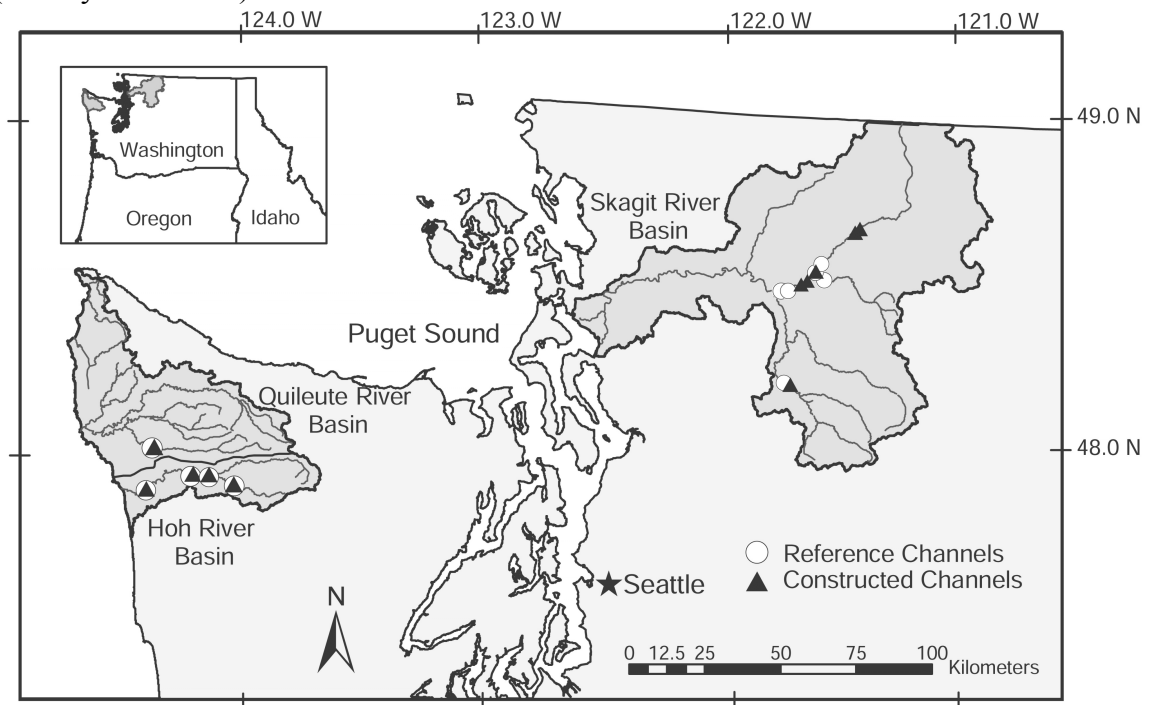 124.0 W
123.0 W
122.0 W
121.0 W
49.0 N
Washington
Oregon
Idaho
Skagit River
Basin
Puget Sound
Quileute River
Basin
48.0 N
Hoh River
Basin
Reference Channels
Constructed Channels
N
Seattle
0 12.5 25 50 75 100
Kilometers